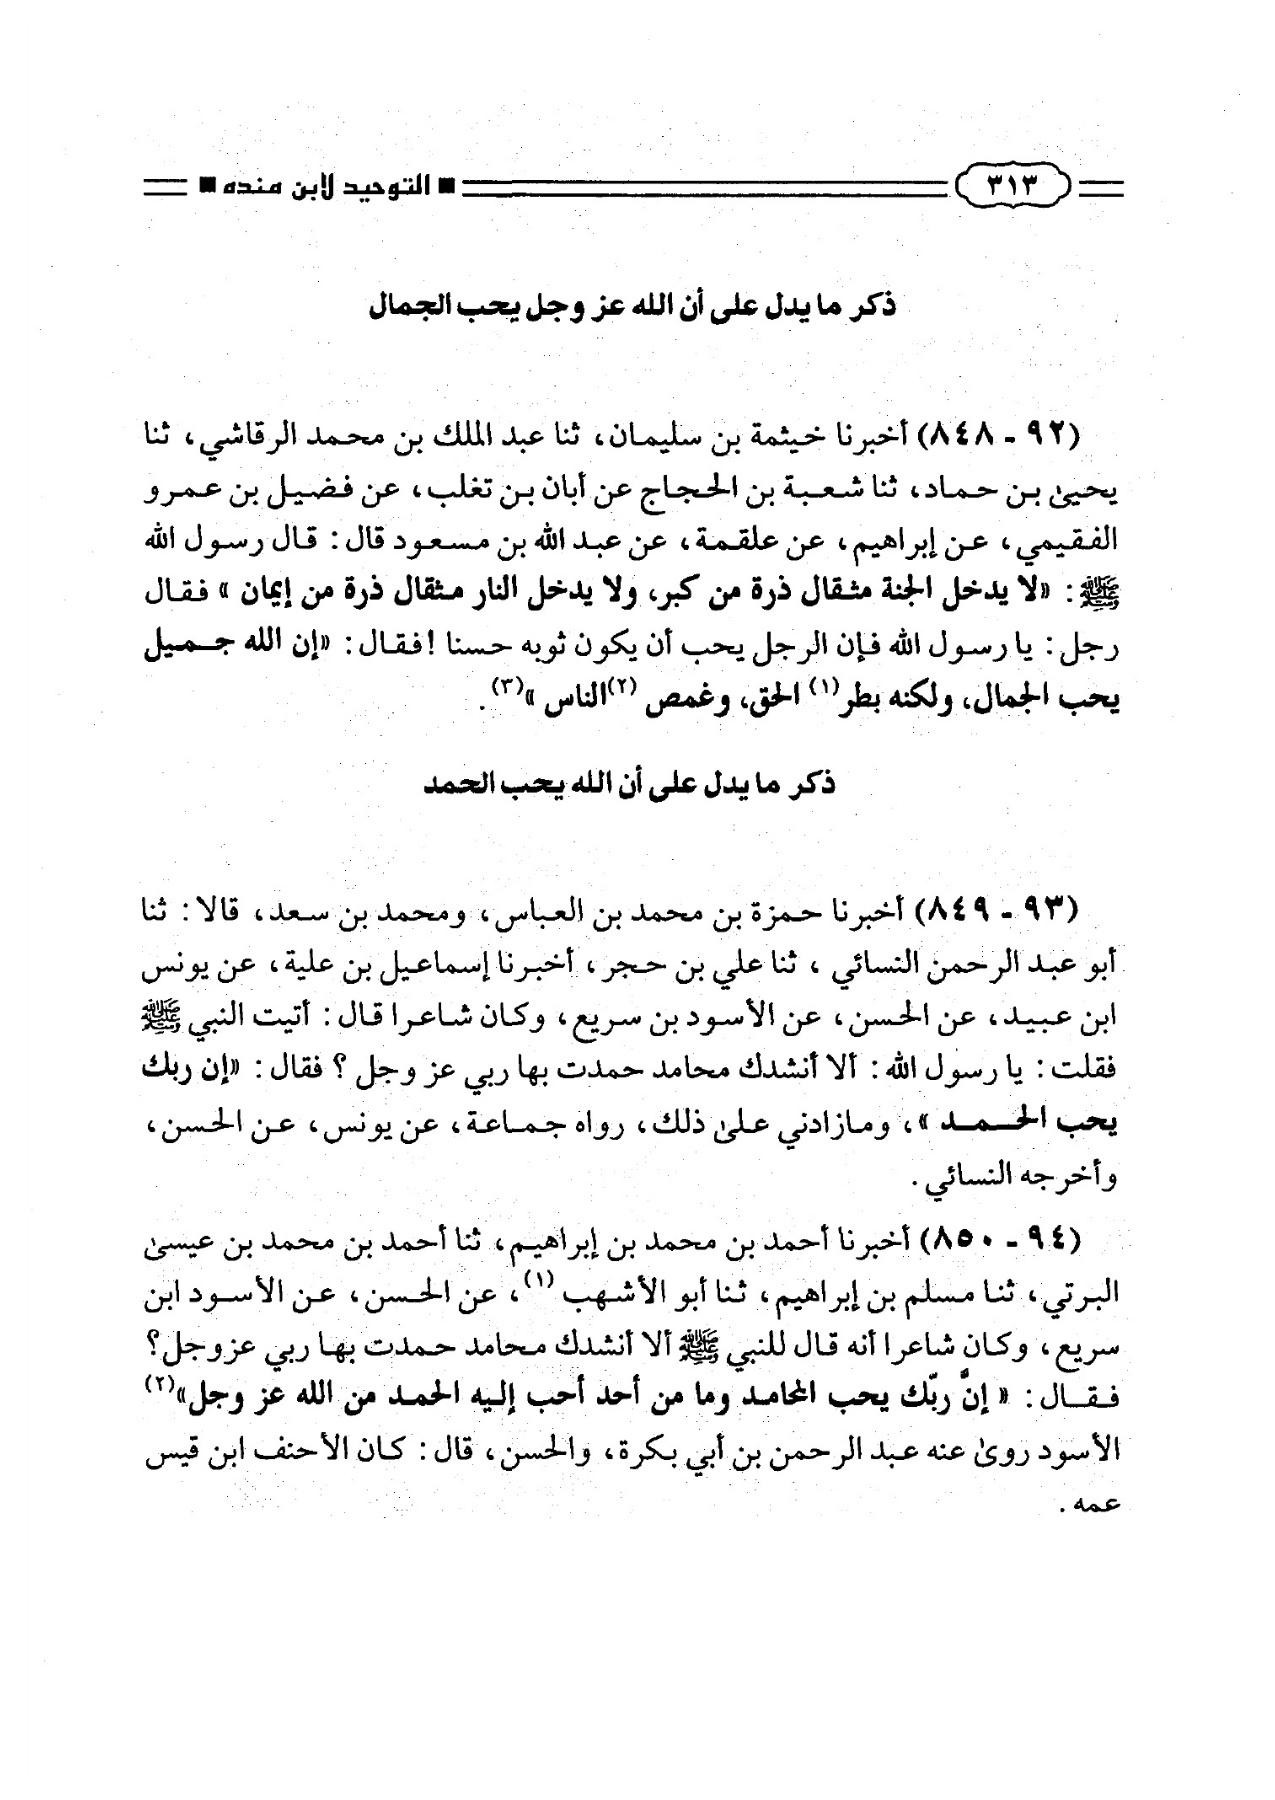 ٣١٣ ■ التوحيد لابن منده ■
ذكر ما يدل على أن الله عز وجل يحب الجمال
(٩٢ - ٨٤٨) أخبرنا خيثمة بن سليمان، ثنا عبد الملك بن محمد الرقاشي، ثنا
يحيىٰ بن حماد، ثنا شعبة بن الحجاج عن أبان بن تغلب، عن فضيل بن عمرو
الفقيمي، عن إبراهيم، عن علقمة، عن عبد الله بن مسعود قال: قال رسول الله
ﷺ: «لا يدخل الجنة مثقال ذرة من كبر، ولا يدخل النار مثقال ذرة من إيمان» فقال
رجل: يا رسول الله فإن الرجل يحب أن يكون ثوبه حسنا! فقال: «إن الله جميل
يحب الجمال، ولكنه بطر(١) الحق، وغمص (٢)الناس»(٣).
ذكر ما يدل على أن الله يحب الحمد
(٩٣ - ٨٤٩) أخبرنا حمزة بن محمد بن العباس، ومحمد بن سعد، قالا: ثنا
أبو عبد الرحمن النسائي، ثنا علي بن حجر، أخبرنا إسماعيل بن علية، عن يونس
ابن عبيد، عن الحسن، عن الأسود بن سريع، وكان شاعرا قال: أتيت النبي ﷺ
فقلت: يا رسول الله: ألا أنشدك محامد حمدت بها ربي عز وجل؟ فقال: «إن ربك
يحب الحمد»، ومازادني علىٰ ذلك، رواه جماعة، عن يونس، عن الحسن،
وأخرجه النسائي.
(٩٤ - ٨٥٠) أخبرنا أحمد بن محمد بن إبراهيم، ثنا أحمد بن محمد بن عيسىٰ
البرتي، ثنا مسلم بن إبراهيم، ثنا أبو الأشهب (١)، عن الحسن، عن الأسود ابن
سريع، وكان شاعرا أنه قال للنبي ﷺ ألا أنشدك محامد حمدت بها ربي عزوجل؟
فقال: «إنَّ ربّك يحب المحامد وما من أحد أحب إليه الحمد من الله عز وجل»(٢)
الأسود روىٰ عنه عبد الرحمن بن أبي بكرة، والحسن، قال: كان الأحنف ابن قيس
عمه.